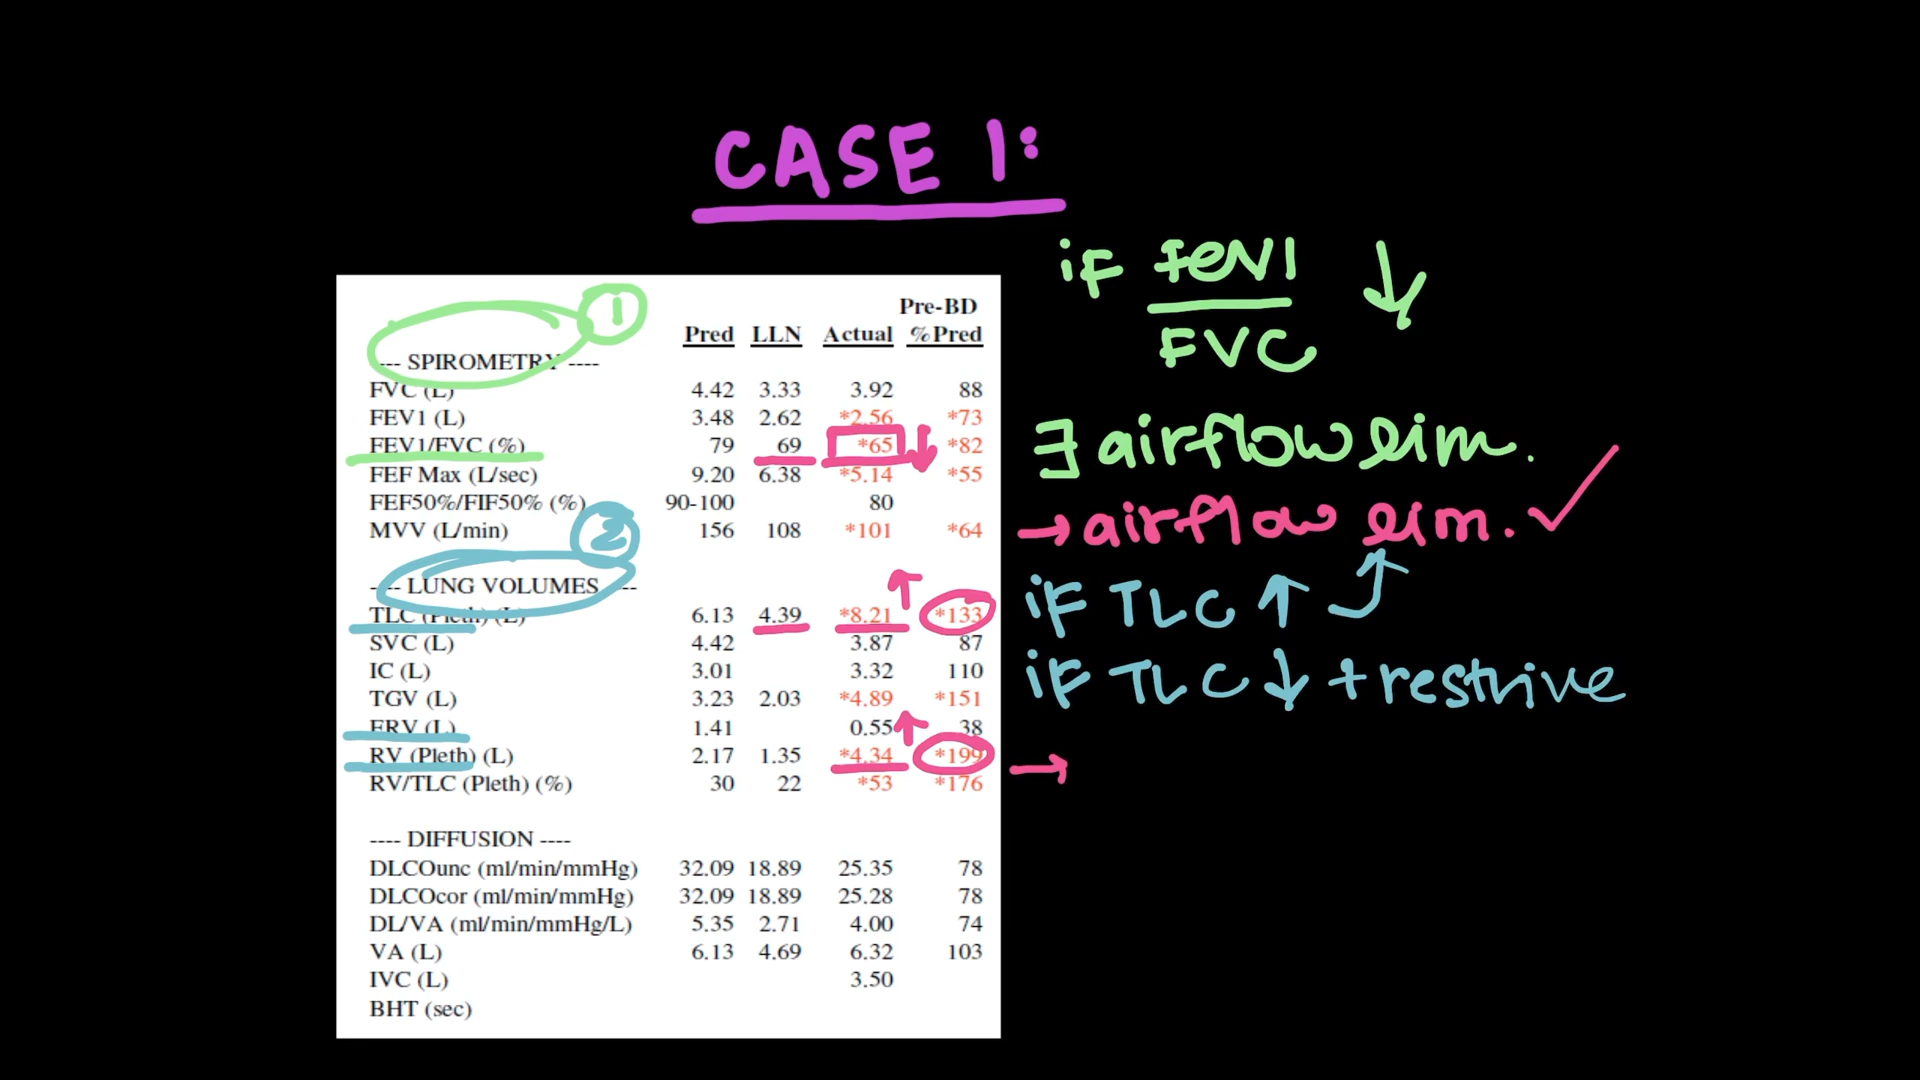 CASE 1:
if FeV1 ↓
FVC
∃ airflow lim.
→ airflow lim. ✓
if TLC ↑
if TLC ↓ + restrive
→
1
Pre-BD
Pred LLN Actual % Pred
--- SPIROMETRY ----
FVC (L) 4.42 3.33 3.92 88
FEV1 (L) 3.48 2.62 *2.56 *73
FEV1/FVC (%) 79 69 *65 ↓ *82
FEF Max (L/sec) 9.20 6.38 *5.14 *55
FEF50%/FIF50% (%) 90-100 80
MVV (L/min) 156 108 *101 *64
2
---- LUNG VOLUMES ----
TLC (Pleth) (L) 6.13 4.39 *8.21 ↑ *133
SVC (L) 4.42 3.87 87
IC (L) 3.01 3.32 110
TGV (L) 3.23 2.03 *4.89 *151
ERV (L) 1.41 0.55 38
RV (Pleth) (L) 2.17 1.35 *4.34 ↑ *199
RV/TLC (Pleth) (%) 30 22 *53 *176
---- DIFFUSION ----
DLCOunc (ml/min/mmHg) 32.09 18.89 25.35 78
DLCOcor (ml/min/mmHg) 32.09 18.89 25.28 78
DL/VA (ml/min/mmHg/L) 5.35 2.71 4.00 74
VA (L) 6.13 4.69 6.32 103
IVC (L) 3.50
BHT (sec)